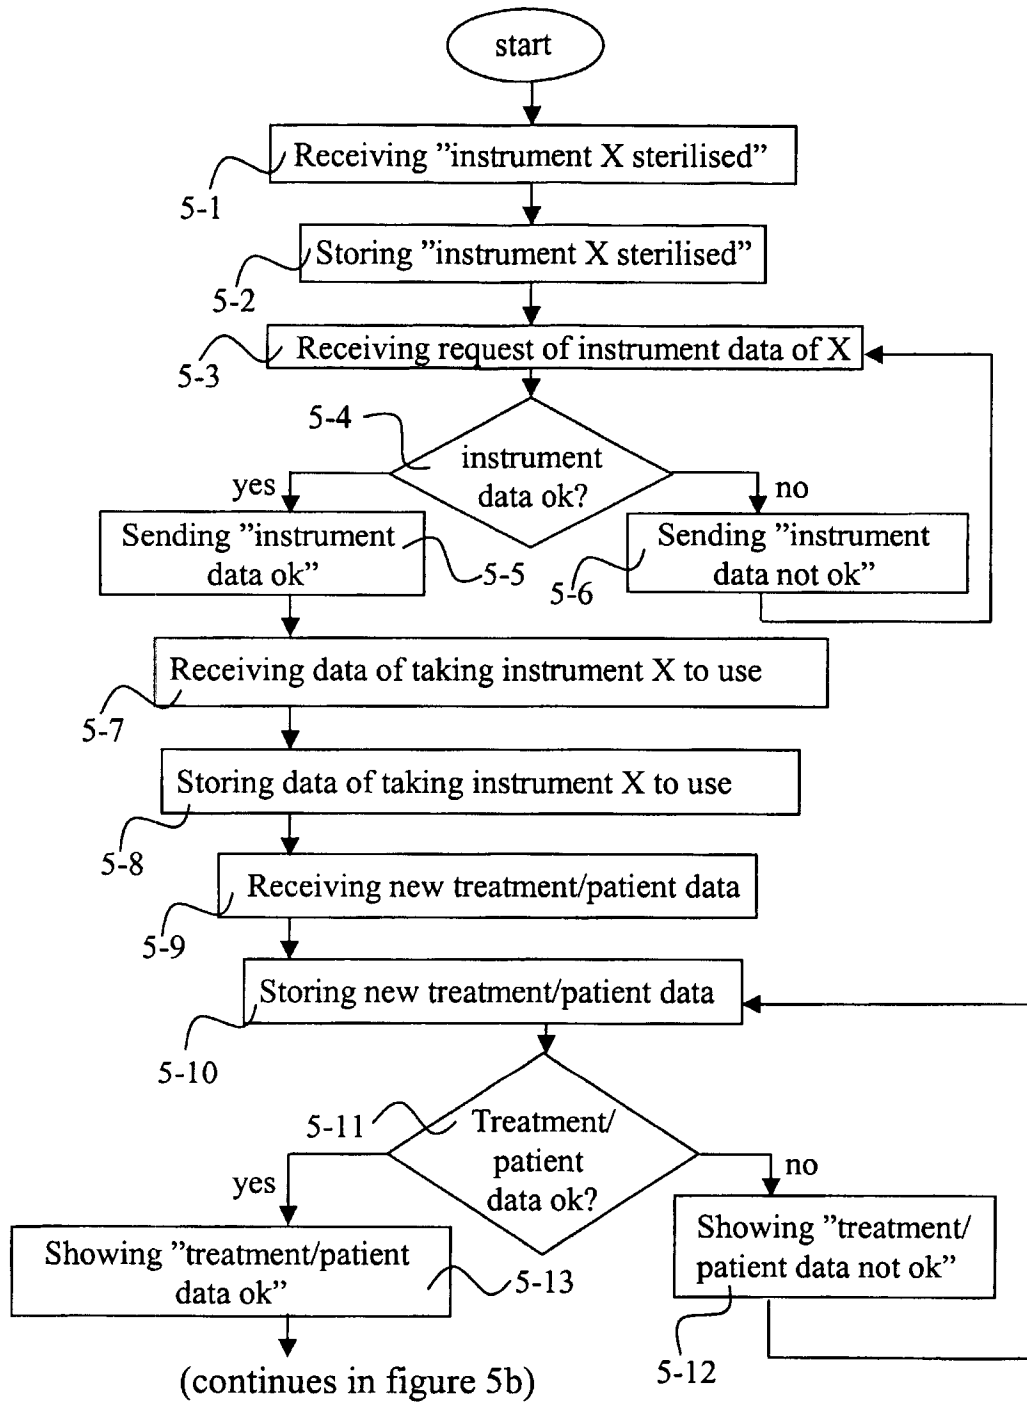 start
Receiving ”instrument X sterilised”
5-1
Storing ”instrument X sterilised”
5-2
Receiving request of instrument data of X
5-3
5-4
instrument
data ok?
yes
no
Sending ”instrument
data ok”
5-5
Sending ”instrument
data not ok”
5-6
Receiving data of taking instrument X to use
5-7
Storing data of taking instrument X to use
5-8
Receiving new treatment/patient data
5-9
Storing new treatment/patient data
5-10
5-11
Treatment/
patient
data ok?
yes
no
Showing ”treatment/patient
data ok”
5-13
Showing ”treatment/
patient data not ok”
5-12
(continues in figure 5b)